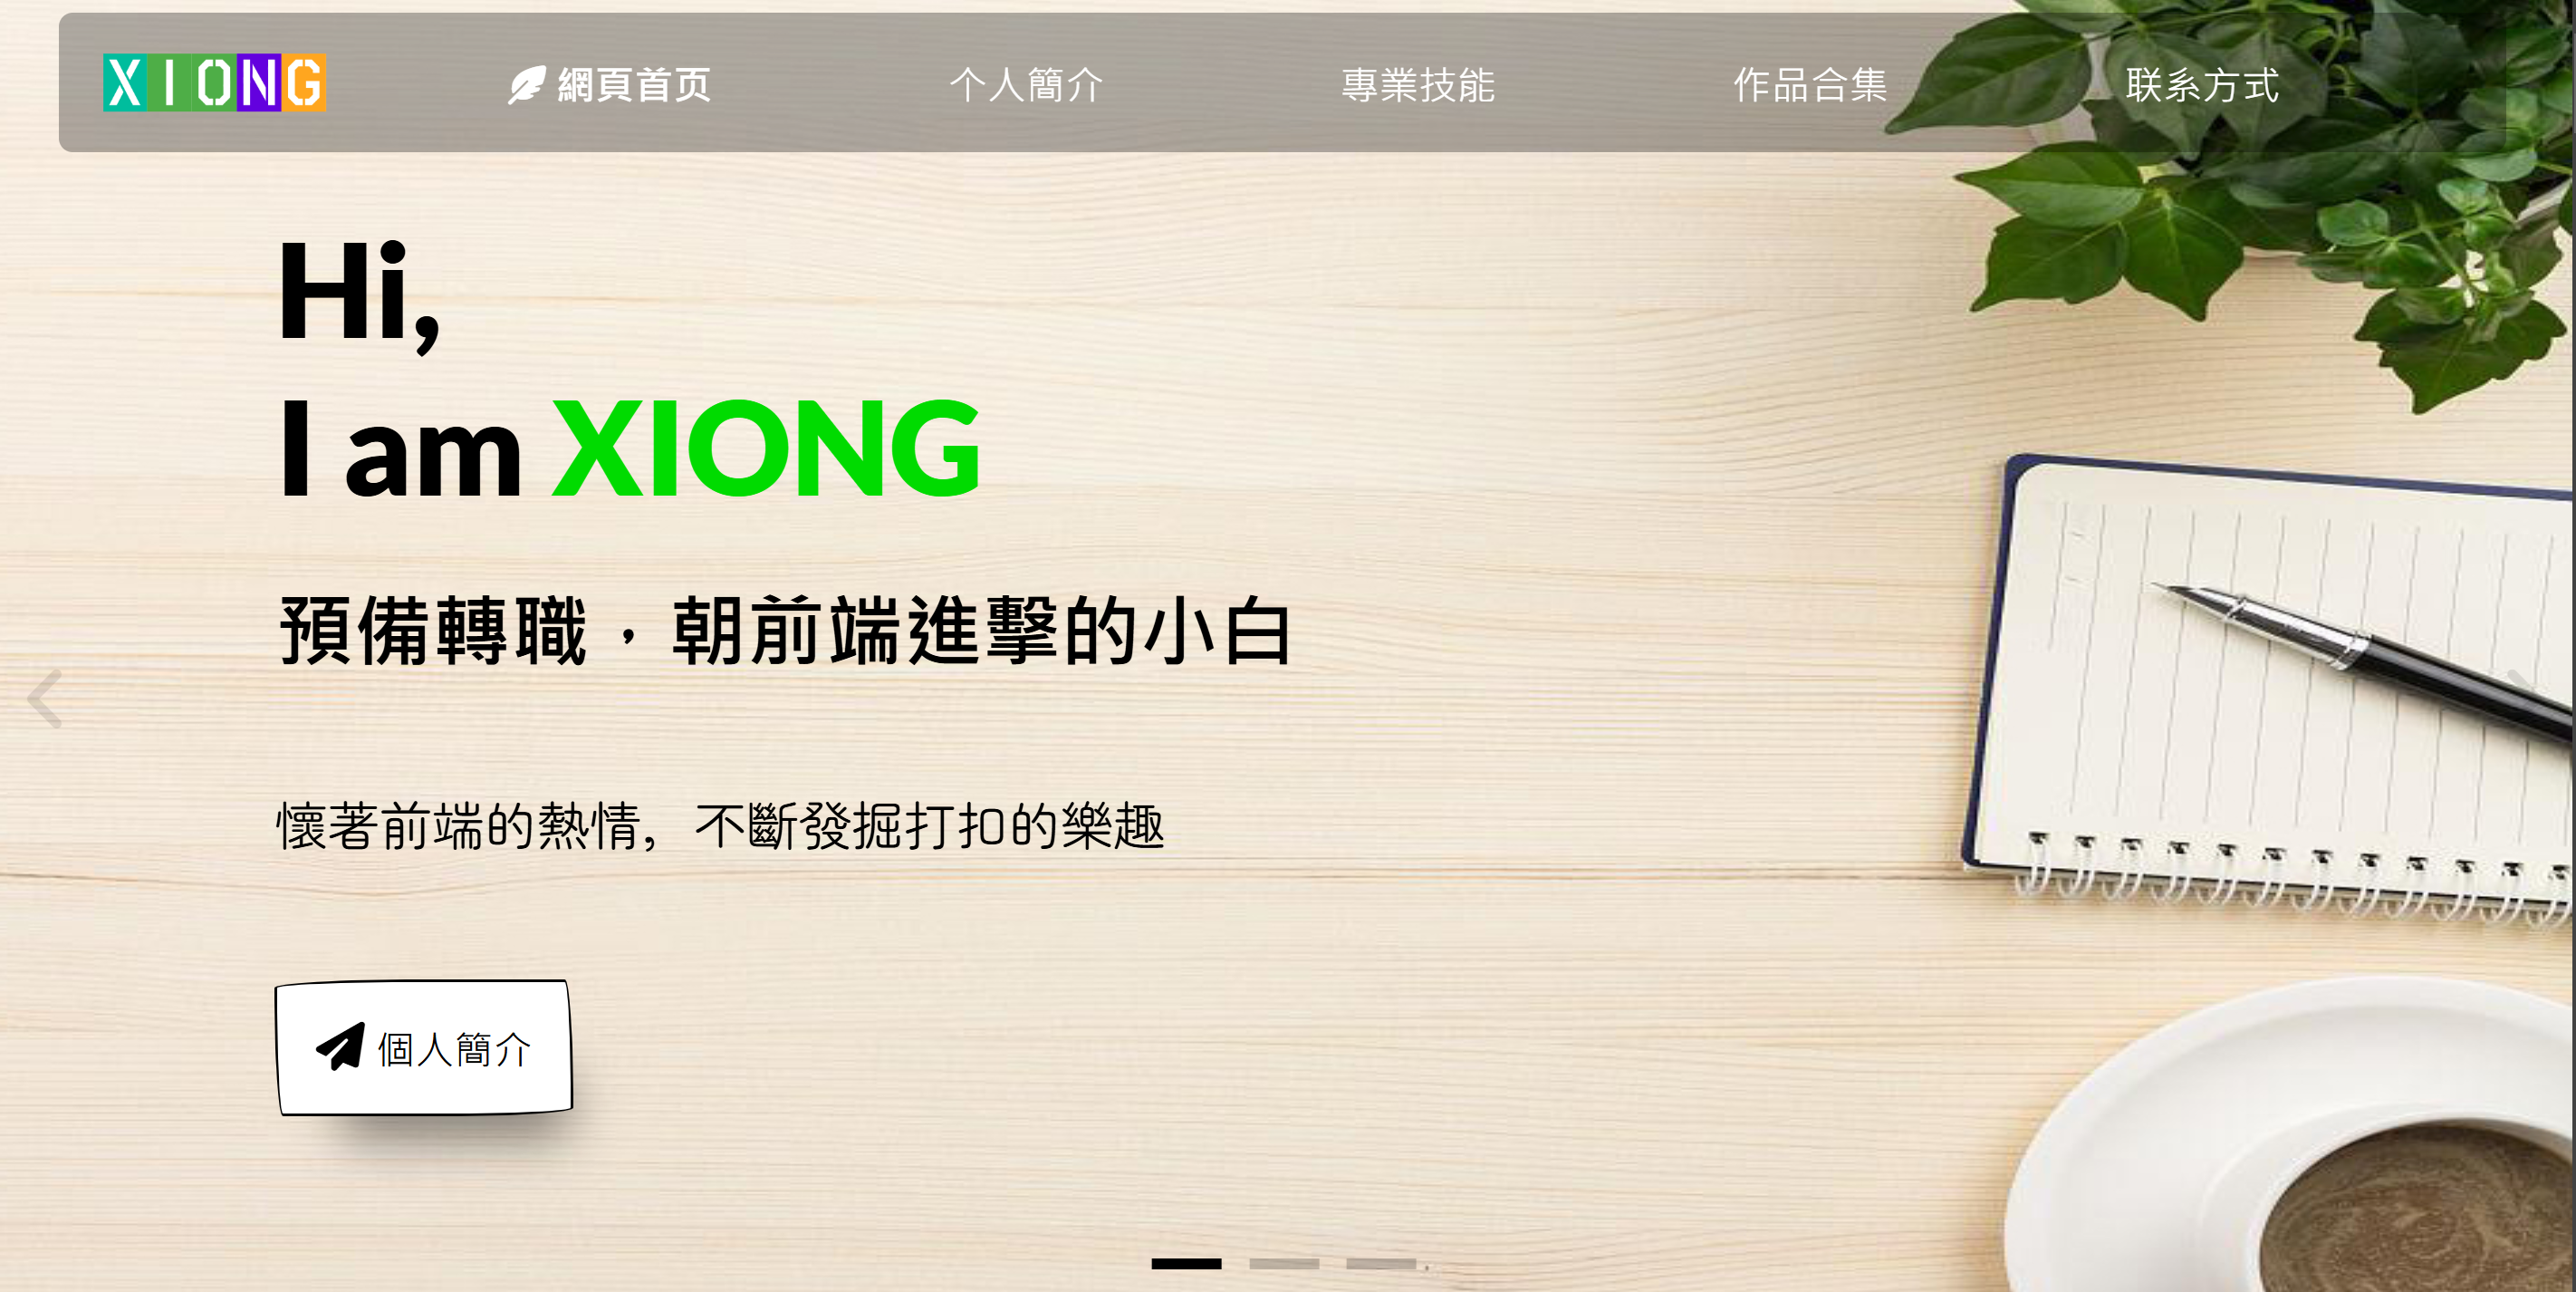 XIONG
網頁首页
个人簡介
專業技能
作品合集
联系方式
Hi,
I am XIONG
預備轉職，朝前端進擊的小白
懷著前端的熱情，不斷發掘打扣的樂趣
個人簡介